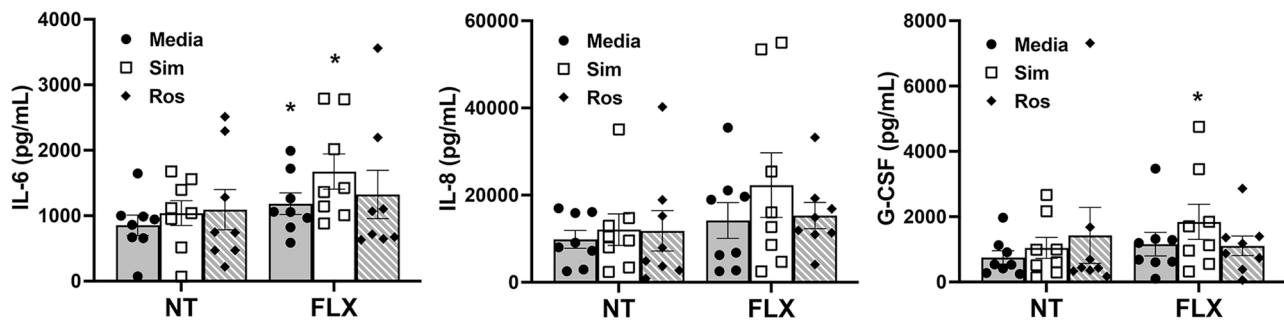 IL-6 (pg/mL)
4000
3000
2000
1000
0
Media
Sim
Ros
*
*
NT
FLX
IL-8 (pg/mL)
60000
40000
20000
0
Media
Sim
Ros
NT
FLX
G-CSF (pg/mL)
8000
6000
4000
2000
0
Media
Sim
Ros
*
NT
FLX